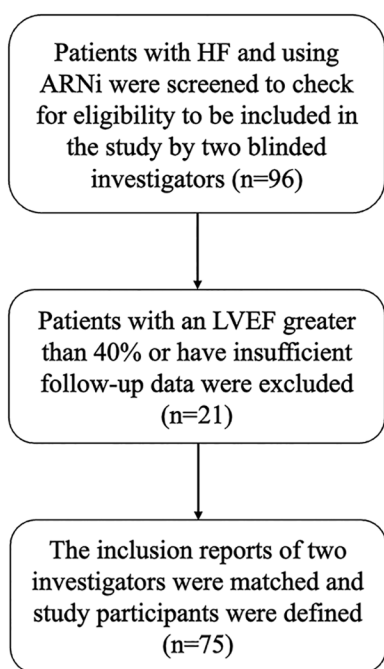 Patients with HF and using
ARNi were screened to check
for eligibility to be included in
the study by two blinded
investigators (n=96)
Patients with an LVEF greater
than 40% or have insufficient
follow-up data were excluded
(n=21)
The inclusion reports of two
investigators were matched and
study participants were defined
(n=75)